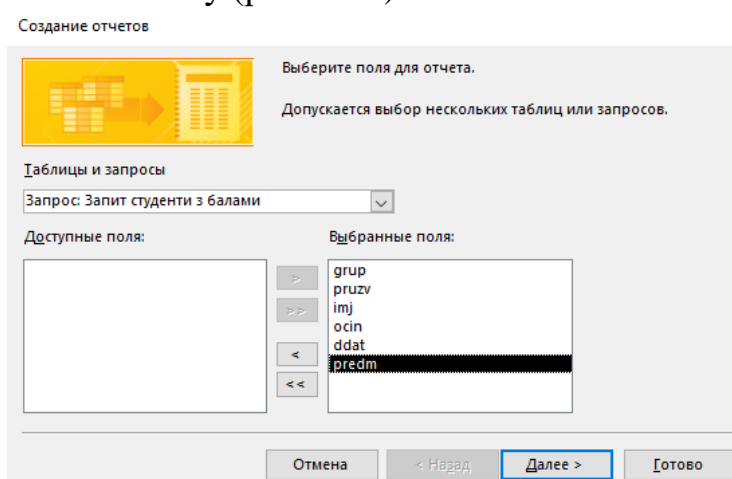 Создание отчетов
Выберите поля для отчета.
Допускается выбор нескольких таблиц или запросов.
Таблицы и запросы
Запрос: Запит студенти з балами
Доступные поля:
Выбранные поля:
>
>>
<
<<
grup
pruzv
imj
ocin
ddat
predm
Отмена
< Назад
Далее >
Готово